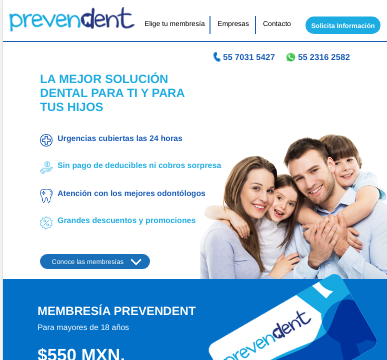 prevendent
Elige tu membresía
Empresas
Contacto
Solicita Información
55 7031 5427
55 2316 2582
LA MEJOR SOLUCIÓN
DENTAL PARA TI Y PARA
TUS HIJOS
Urgencias cubiertas las 24 horas
Sin pago de deducibles ni cobros sorpresa
Atención con los mejores odontólogos
Grandes descuentos y promociones
Conoce las membresías
MEMBRESÍA PREVENDENT
Para mayores de 18 años
$550 MXN.
prevendent